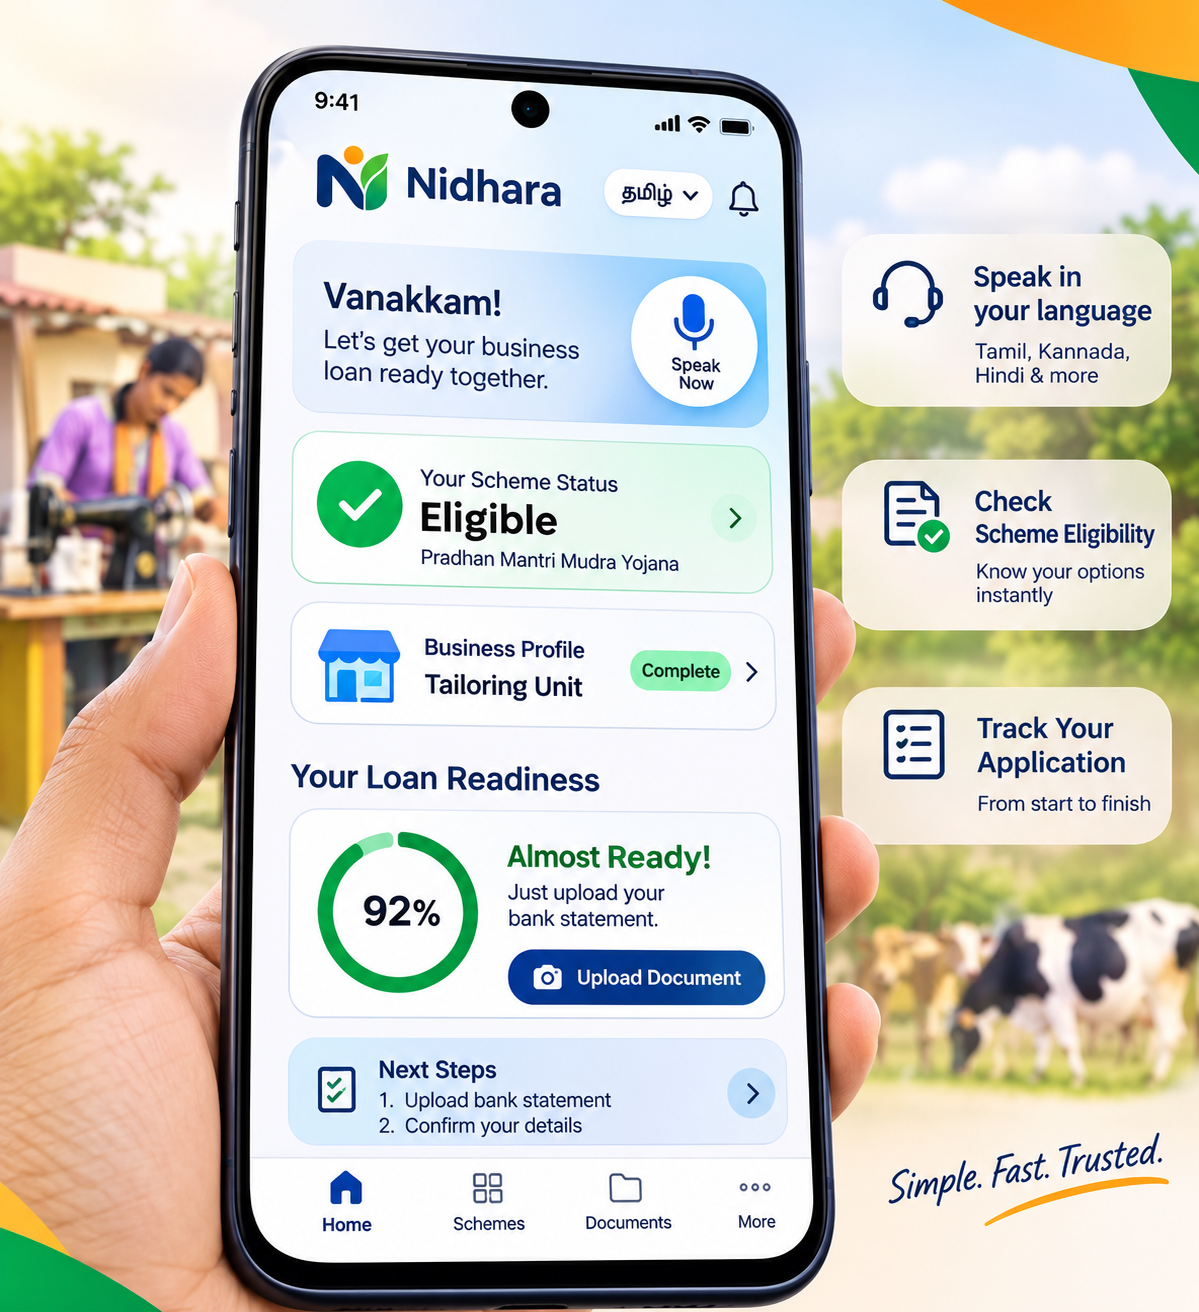 9:41
Nidhara
தமிழ்
Vanakkam!
Let's get your business
loan ready together.
Speak
Now
Your Scheme Status
Eligible
Pradhan Mantri Mudra Yojana
Business Profile
Tailoring Unit
Complete
Your Loan Readiness
92%
Almost Ready!
Just upload your
bank statement.
Upload Document
Next Steps
1. Upload bank statement
2. Confirm your details
Home
Schemes
Documents
More
Speak in
your language
Tamil, Kannada,
Hindi & more
Check
Scheme Eligibility
Know your options
instantly
Track Your
Application
From start to finish
Simple. Fast. Trusted.